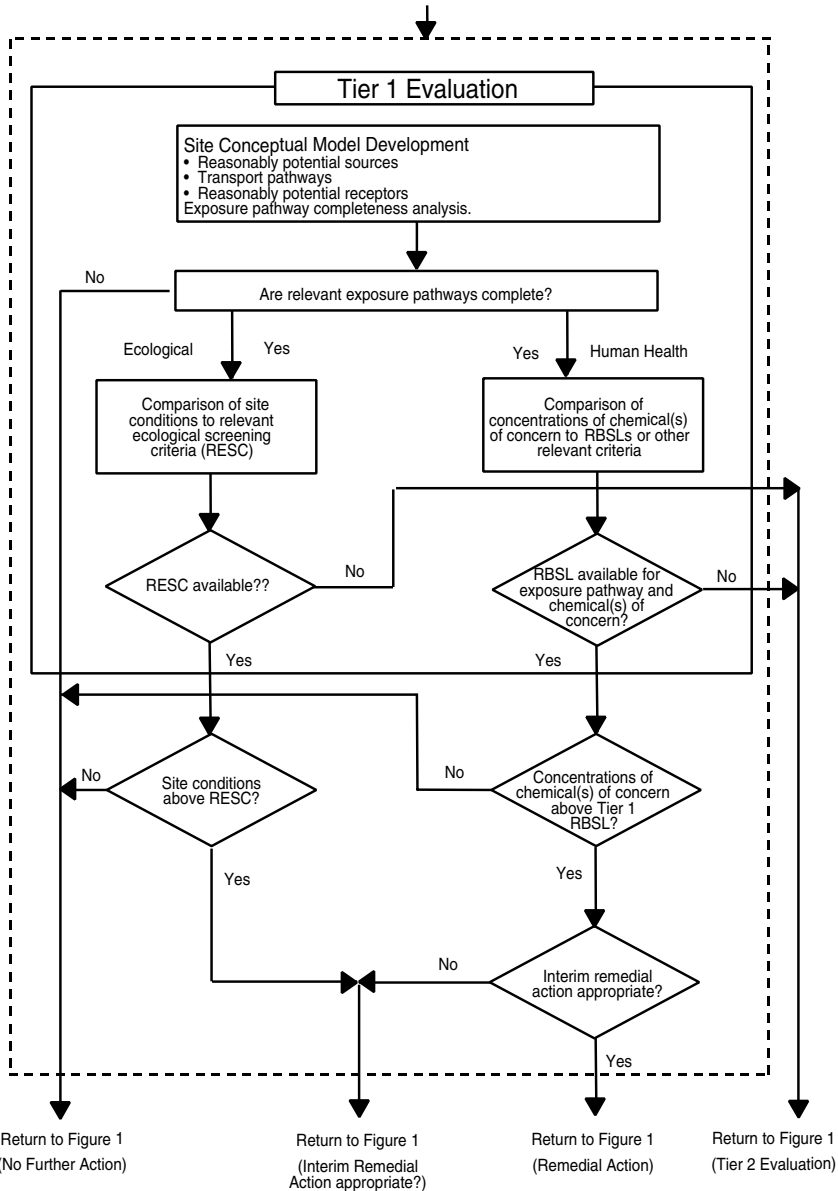 Tier 1 Evaluation
Site Conceptual Model Development
• Reasonably potential sources
• Transport pathways
• Reasonably potential receptors
Exposure pathway completeness analysis.
No
Are relevant exposure pathways complete?
Ecological
Yes
Yes
Human Health
Comparison of site
conditions to relevant
ecological screening
criteria (RESC)
Comparison of
concentrations of chemical(s)
of concern to RBSLs or other
relevant criteria
RESC available??
No
RBSL available for
exposure pathway and
chemical(s) of
concern?
No
Yes
Yes
No
Site conditions
above RESC?
No
Concentrations of
chemical(s) of concern
above Tier 1
RBSL?
Yes
Yes
No
Interim remedial
action appropriate?
Yes
Return to Figure 1
(No Further Action)
Return to Figure 1
(Interim Remedial
Action appropriate?)
Return to Figure 1
(Remedial Action)
Return to Figure 1
(Tier 2 Evaluation)